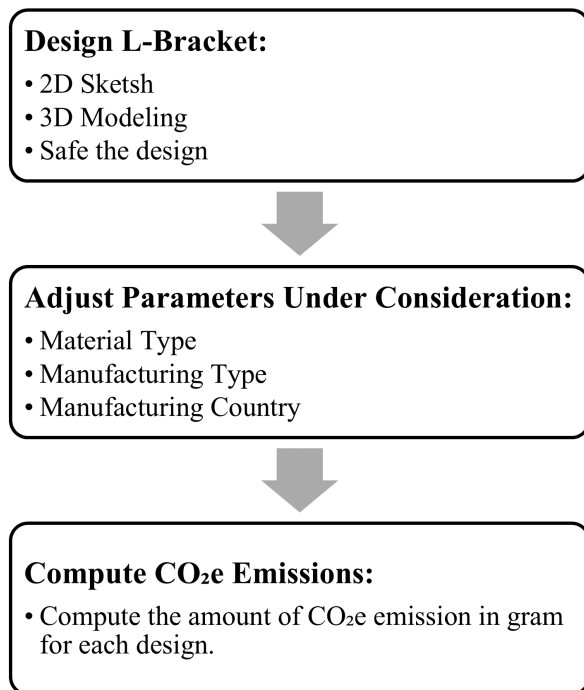 Design L-Bracket:
• 2D Sketsh
• 3D Modeling
• Safe the design
Adjust Parameters Under Consideration:
• Material Type
• Manufacturing Type
• Manufacturing Country
Compute CO₂e Emissions:
• Compute the amount of CO₂e emission in gram
for each design.